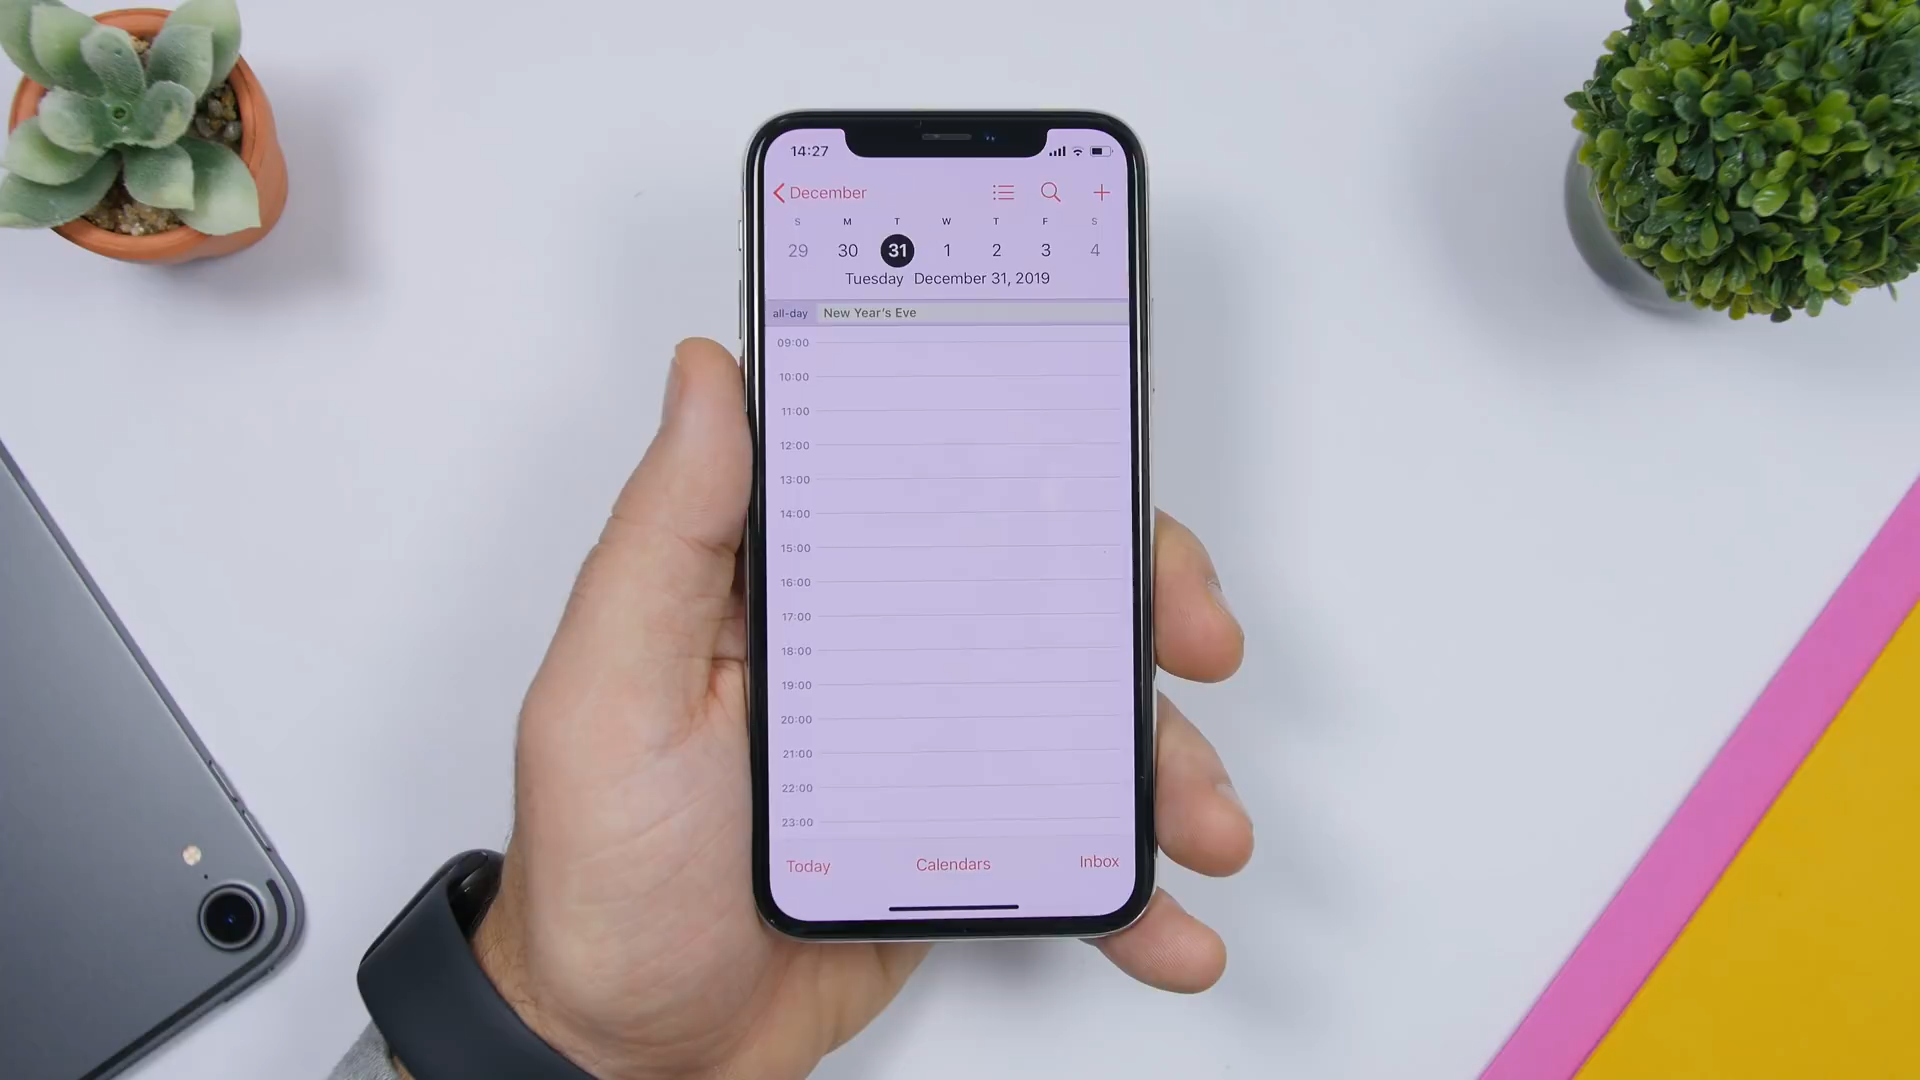 14:27
December
S M T W T F S
29 30 31 1 2 3 4
Tuesday December 31, 2019
all-day New Year's Eve
09:00
10:00
11:00
12:00
13:00
14:00
15:00
16:00
17:00
18:00
19:00
20:00
21:00
22:00
23:00
Today Calendars Inbox